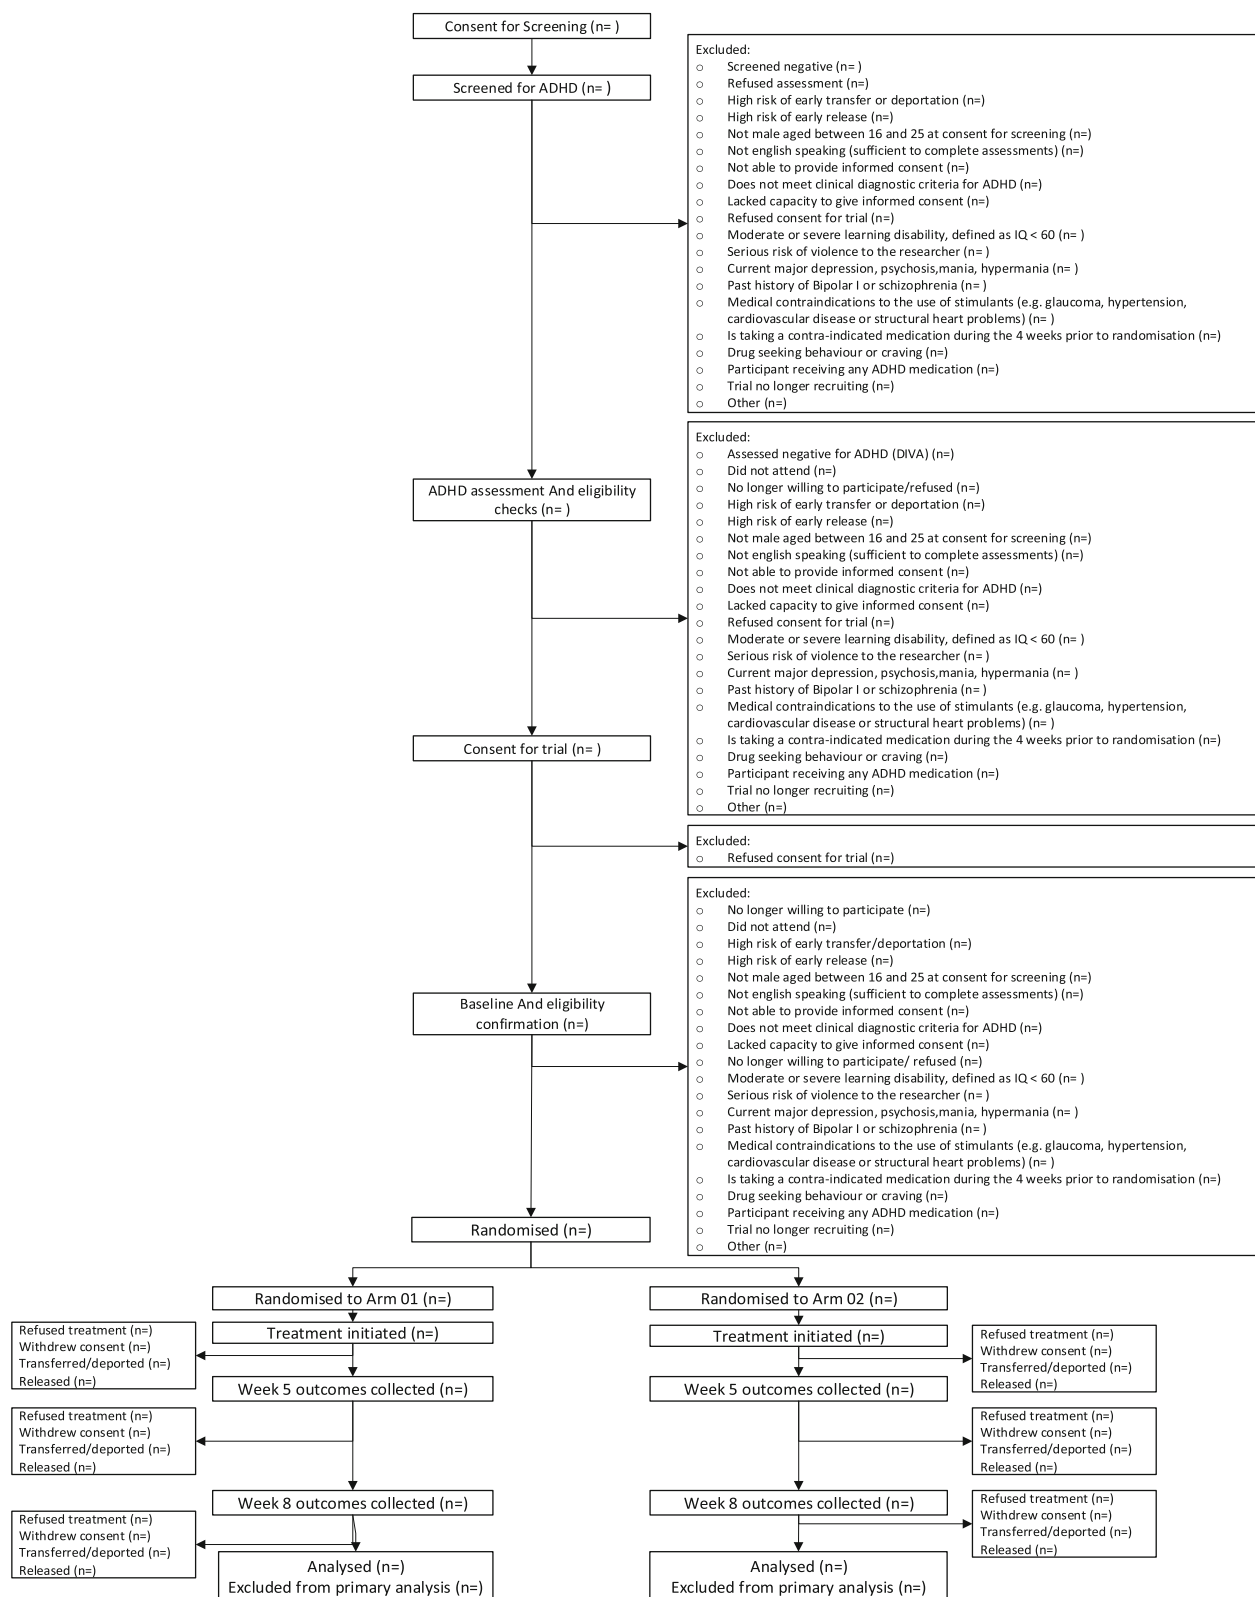 Consent for Screening (n= )
Screened for ADHD (n= )
Excluded:
○ Screened negative (n= )
○ Refused assessment (n=)
○ High risk of early transfer or deportation (n=)
○ High risk of early release (n=)
○ Not male aged between 16 and 25 at consent for screening (n=)
○ Not english speaking (sufficient to complete assessments) (n=)
○ Not able to provide informed consent (n=)
○ Does not meet clinical diagnostic criteria for ADHD (n=)
○ Lacked capacity to give informed consent (n=)
○ Refused consent for trial (n=)
○ Moderate or severe learning disability, defined as IQ < 60 (n= )
○ Serious risk of violence to the researcher (n= )
○ Current major depression, psychosis,mania, hypermania (n= )
○ Past history of Bipolar I or schizophrenia (n= )
○ Medical contraindications to the use of stimulants (e.g. glaucoma, hypertension,
cardiovascular disease or structural heart problems) (n= )
○ Is taking a contra-indicated medication during the 4 weeks prior to randomisation (n=)
○ Drug seeking behaviour or craving (n=)
○ Participant receiving any ADHD medication (n=)
○ Trial no longer recruiting (n=)
○ Other (n=)
ADHD assessment And eligibility
checks (n= )
Excluded:
○ Assessed negative for ADHD (DIVA) (n=)
○ Did not attend (n=)
○ No longer willing to participate/refused (n=)
○ High risk of early transfer or deportation (n=)
○ High risk of early release (n=)
○ Not male aged between 16 and 25 at consent for screening (n=)
○ Not english speaking (sufficient to complete assessments) (n=)
○ Not able to provide informed consent (n=)
○ Does not meet clinical diagnostic criteria for ADHD (n=)
○ Lacked capacity to give informed consent (n=)
○ Refused consent for trial (n=)
○ Moderate or severe learning disability, defined as IQ < 60 (n= )
○ Serious risk of violence to the researcher (n= )
○ Current major depression, psychosis,mania, hypermania (n= )
○ Past history of Bipolar I or schizophrenia (n= )
○ Medical contraindications to the use of stimulants (e.g. glaucoma, hypertension,
cardiovascular disease or structural heart problems) (n= )
○ Is taking a contra-indicated medication during the 4 weeks prior to randomisation (n=)
○ Drug seeking behaviour or craving (n=)
○ Participant receiving any ADHD medication (n=)
○ Trial no longer recruiting (n=)
○ Other (n=)
Consent for trial (n= )
Excluded:
○ Refused consent for trial (n=)
Baseline And eligibility
confirmation (n=)
Excluded:
○ No longer willing to participate (n=)
○ Did not attend (n=)
○ High risk of early transfer/deportation (n=)
○ High risk of early release (n=)
○ Not male aged between 16 and 25 at consent for screening (n=)
○ Not english speaking (sufficient to complete assessments) (n=)
○ Not able to provide informed consent (n=)
○ Does not meet clinical diagnostic criteria for ADHD (n=)
○ Lacked capacity to give informed consent (n=)
○ No longer willing to participate/ refused (n=)
○ Moderate or severe learning disability, defined as IQ < 60 (n= )
○ Serious risk of violence to the researcher (n= )
○ Current major depression, psychosis,mania, hypermania (n= )
○ Past history of Bipolar I or schizophrenia (n= )
○ Medical contraindications to the use of stimulants (e.g. glaucoma, hypertension,
cardiovascular disease or structural heart problems) (n= )
○ Is taking a contra-indicated medication during the 4 weeks prior to randomisation (n=)
○ Drug seeking behaviour or craving (n=)
○ Participant receiving any ADHD medication (n=)
○ Trial no longer recruiting (n=)
○ Other (n=)
Randomised (n=)
Randomised to Arm 01 (n=)
Treatment initiated (n=)
Refused treatment (n=)
Withdrew consent (n=)
Transferred/deported (n=)
Released (n=)
Week 5 outcomes collected (n=)
Refused treatment (n=)
Withdrew consent (n=)
Transferred/deported (n=)
Released (n=)
Week 8 outcomes collected (n=)
Refused treatment (n=)
Withdrew consent (n=)
Transferred/deported (n=)
Released (n=)
Analysed (n=)
Excluded from primary analysis (n=)
Randomised to Arm 02 (n=)
Treatment initiated (n=)
Refused treatment (n=)
Withdrew consent (n=)
Transferred/deported (n=)
Released (n=)
Week 5 outcomes collected (n=)
Refused treatment (n=)
Withdrew consent (n=)
Transferred/deported (n=)
Released (n=)
Week 8 outcomes collected (n=)
Refused treatment (n=)
Withdrew consent (n=)
Transferred/deported (n=)
Released (n=)
Analysed (n=)
Excluded from primary analysis (n=)